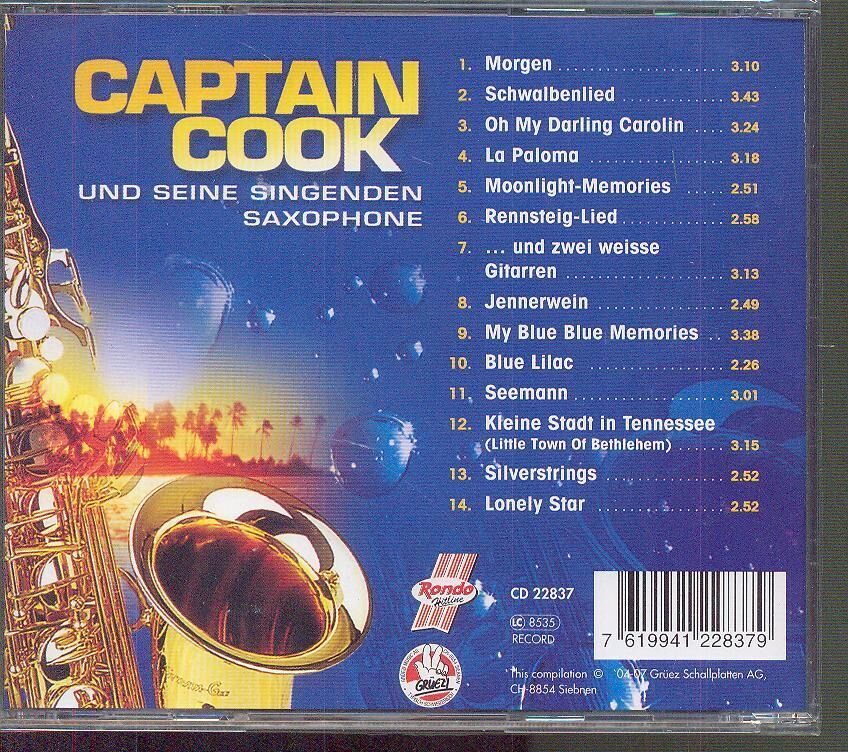 CAPTAIN
COOK
UND SEINE SINGENDEN
SAXOPHONE
1. Morgen ........................ 3.10
2. Schwalbenlied ............... 3.43
3. Oh My Darling Carolin .... 3.24
4. La Paloma ................... 3.18
5. Moonlight-Memories ....... 2.51
6. Rennsteig-Lied ............... 2.58
7. ... und zwei weisse
Gitarren ....................... 3.13
8. Jennerwein ................... 2.49
9. My Blue Blue Memories .. 3.38
10. Blue Lilac ................... 2.26
11. Seemann ...................... 3.01
12. Kleine Stadt in Tennessee
(Little Town Of Bethlehem) ...... 3.15
13. Silverstrings .................. 2.52
14. Lonely Star .................... 2.52
Rondo
Hitline
CD 22837
LC 8535
RECORD
7 619941 228379
GRÜEZI
This compilation © '04-07 Grüez Schallplatten AG,
CH-8854 Siebnen